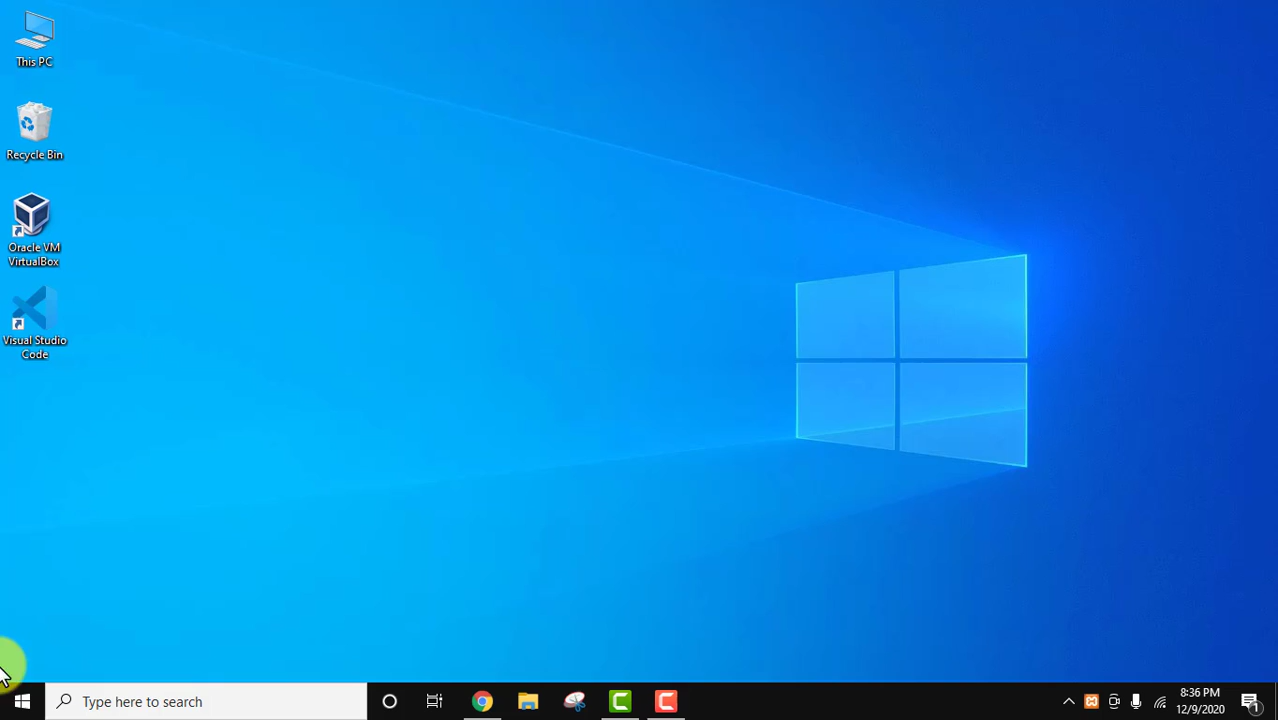 This PC
Recycle Bin
Oracle VM
VirtualBox
Visual Studio
Code
Type here to search
8:36 PM
12/9/2020
1